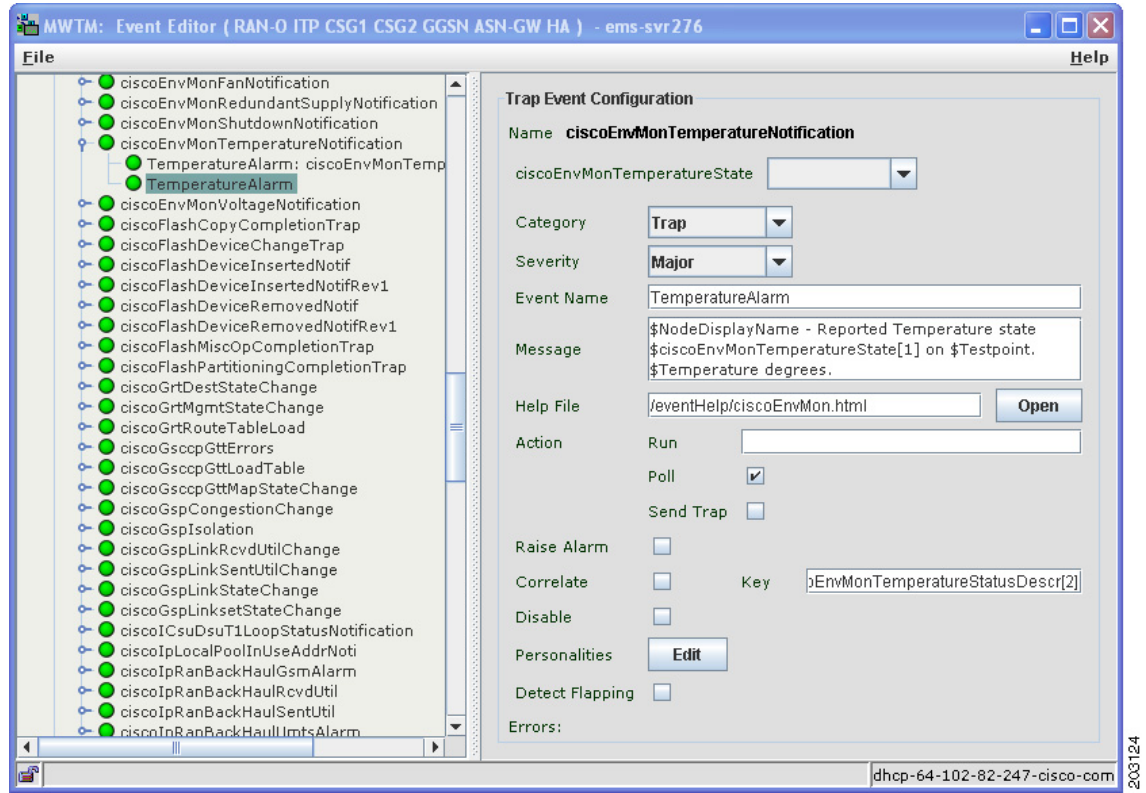 MWTM: Event Editor ( RAN-O ITP CSG1 CSG2 GGSN ASN-GW HA ) - ems-svr276
File
Help
ciscoEnvMonFanNotification
ciscoEnvMonRedundantSupplyNotification
ciscoEnvMonShutdownNotification
ciscoEnvMonTemperatureNotification
TemperatureAlarm: ciscoEnvMonTemp
TemperatureAlarm
ciscoEnvMonVoltageNotification
ciscoFlashCopyCompletionTrap
ciscoFlashDeviceChangeTrap
ciscoFlashDeviceInsertedNotif
ciscoFlashDeviceInsertedNotifRev1
ciscoFlashDeviceRemovedNotif
ciscoFlashDeviceRemovedNotifRev1
ciscoFlashMiscOpCompletionTrap
ciscoFlashPartitioningCompletionTrap
ciscoGrtDestStateChange
ciscoGrtMgmtStateChange
ciscoGrtRouteTableLoad
ciscoGsccpGttErrors
ciscoGsccpGttLoadTable
ciscoGsccpGttMapStateChange
ciscoGspCongestionChange
ciscoGspIsolation
ciscoGspLinkRcvdUtilChange
ciscoGspLinkSentUtilChange
ciscoGspLinkStateChange
ciscoGspLinksetStateChange
ciscoICsuDsuT1LoopStatusNotification
ciscoIpLocalPoolInUseAddrNoti
ciscoIpRanBackHaulGsmAlarm
ciscoIpRanBackHaulRcvdUtil
ciscoIpRanBackHaulSentUtil
ciscoIpRanBackHaulUmtsAlarm
Trap Event Configuration
Name ciscoEnvMonTemperatureNotification
ciscoEnvMonTemperatureState
Category Trap
Severity Major
Event Name TemperatureAlarm
Message
$NodeDisplayName - Reported Temperature state
$ciscoEnvMonTemperatureState[1] on $Testpoint.
$Temperature degrees.
Help File /eventHelp/ciscoEnvMon.html Open
Action Run
Poll
Send Trap
Raise Alarm
Correlate Key oEnvMonTemperatureStatusDescr[2]
Disable
Personalities Edit
Detect Flapping
Errors:
dhcp-64-102-82-247-cisco-com
203124